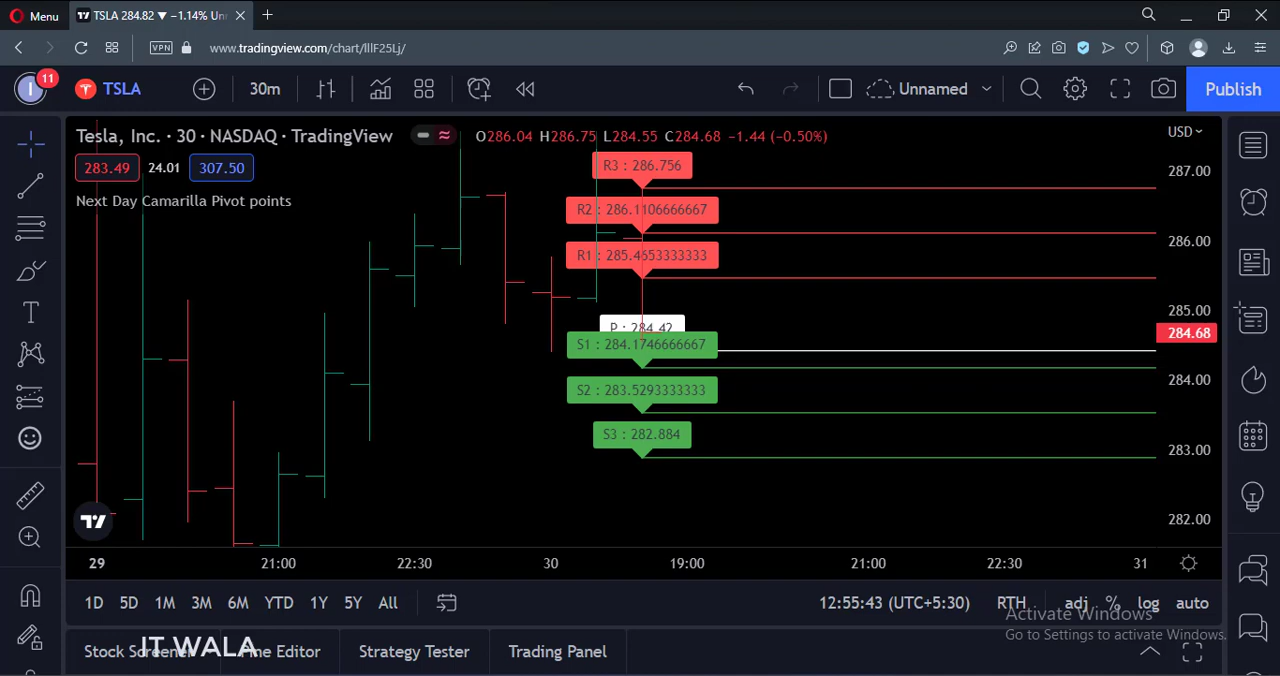 Menu
TSLA 284.82 ▼ −1.14% Un
VPN
www.tradingview.com/chart/lllF25Lj/
11
I
TSLA
30m
Unnamed
Publish
Tesla, Inc. · 30 · NASDAQ · TradingView
O286.04 H286.75 L284.55 C284.68 −1.44 (−0.50%)
USD
283.49 24.01 307.50
Next Day Camarilla Pivot points
R3 : 286.756
R2 : 286.1106666667
R1 : 285.4653333333
P : 284.42
S1 : 284.1746666667
S2 : 283.5293333333
S3 : 282.884
287.00
286.00
285.00
284.68
284.00
283.00
282.00
29 21:00 22:30 30 19:00 21:00 22:30 31
1D 5D 1M 3M 6M YTD 1Y 5Y All
12:55:43 (UTC+5:30) RTH adj % log auto
Activate Windows
Go to Settings to activate Windows.
Stock Screener Pine Editor Strategy Tester Trading Panel
IT WALA